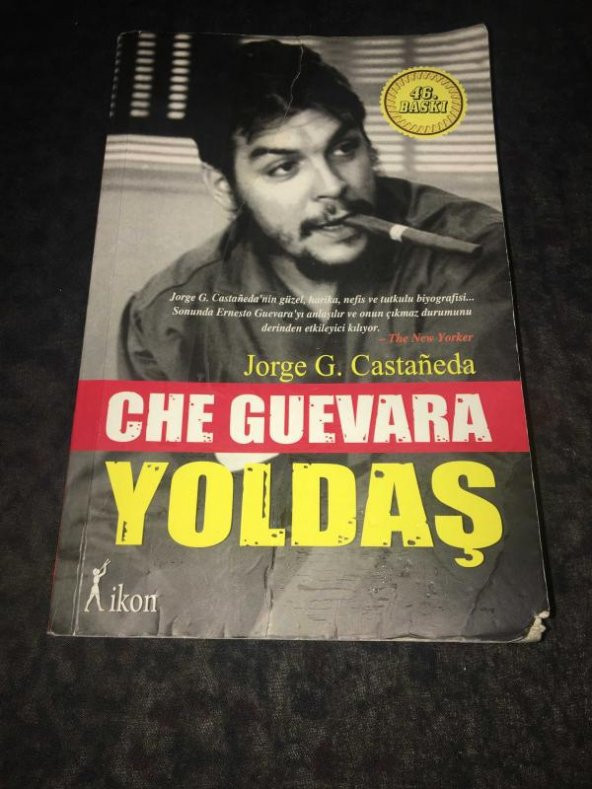 46.
BASKI
Jorge G. Castañeda'nin güzel, harika, nefis ve tutkulu biyografisi...
Sonunda Ernesto Guevara'yı anlaşılır ve onun çıkmaz durumunu
derinden etkileyici kılıyor.
– The New Yorker
Jorge G. Castañeda
CHE GUEVARA
YOLDAŞ
ikon